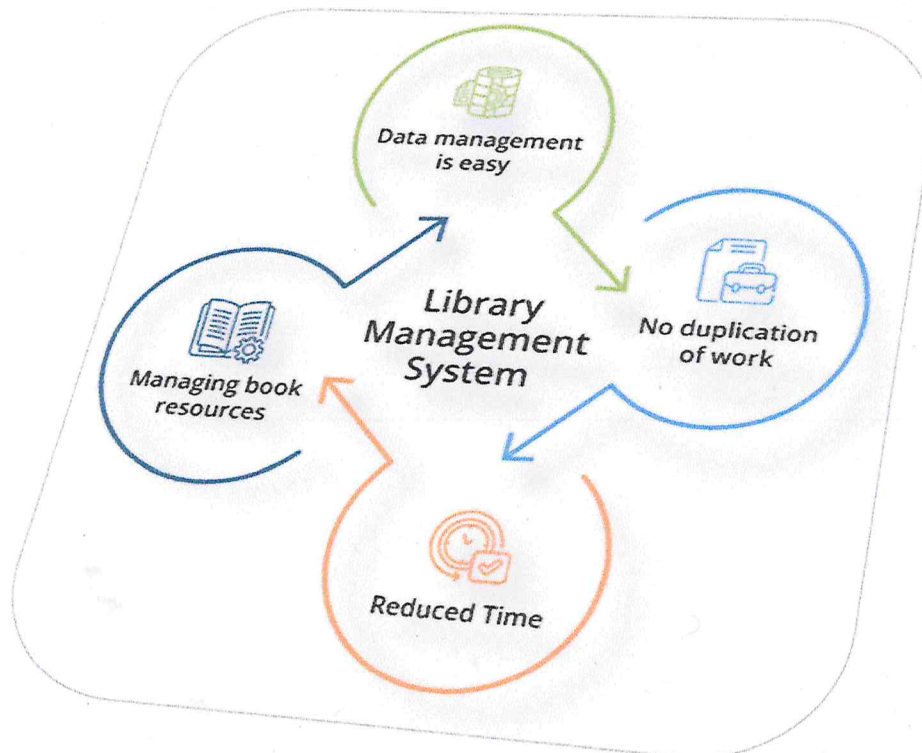 Data management
is easy
No duplication
of work
Library
Management
System
Managing book
resources
Reduced Time